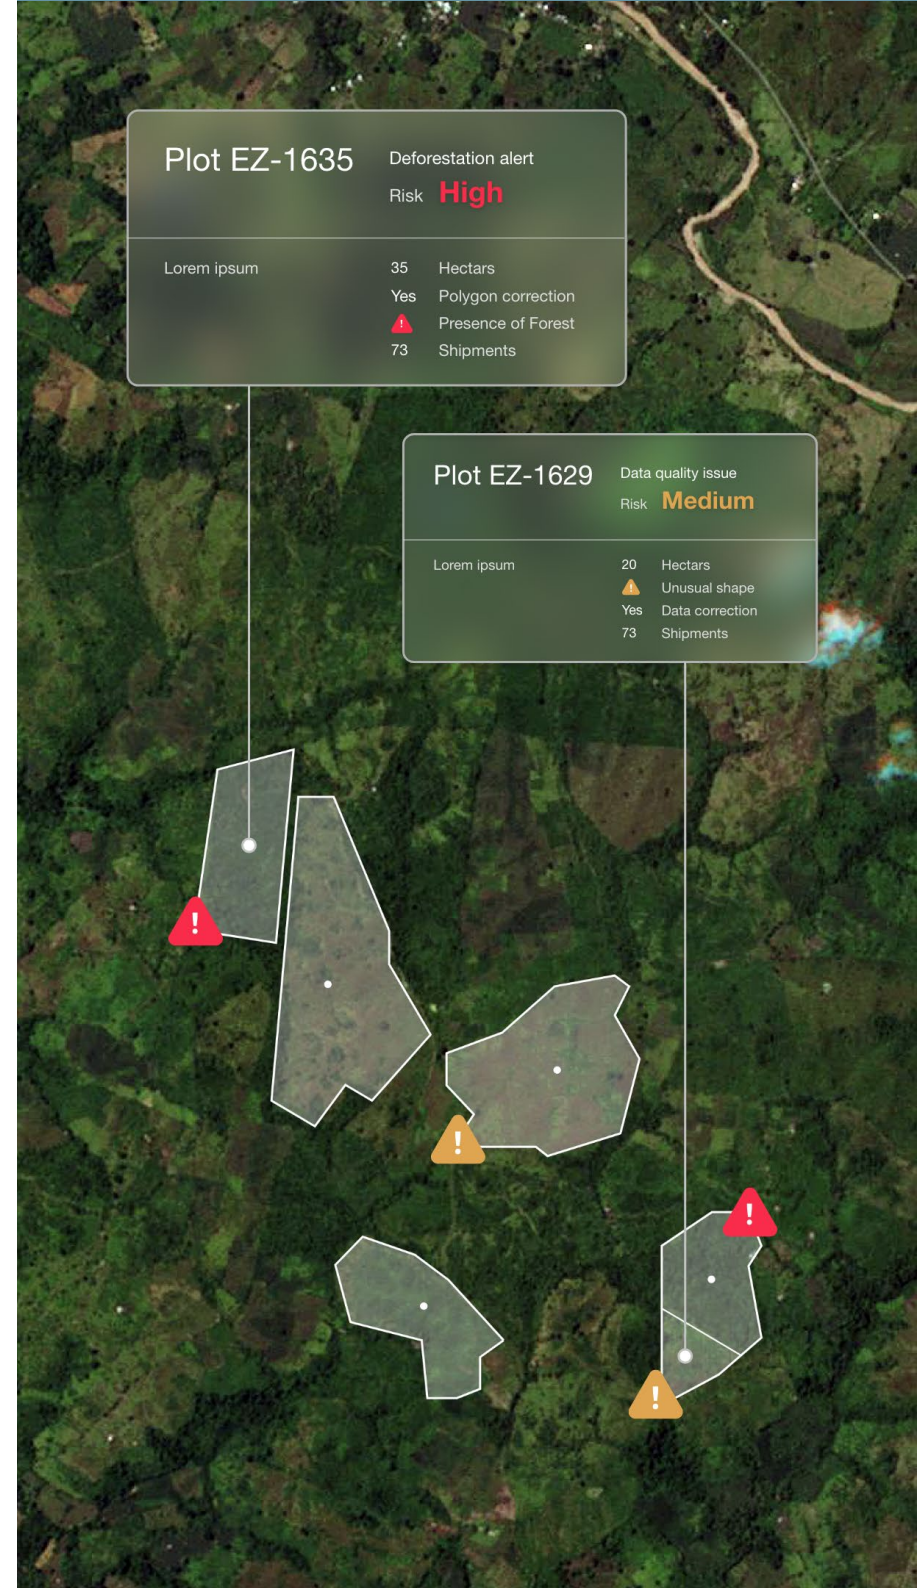 Plot EZ-1635
Deforestation alert
Risk High
Lorem ipsum
35 Hectars
Yes Polygon correction
! Presence of Forest
73 Shipments
Plot EZ-1629
Data quality issue
Risk Medium
Lorem ipsum
20 Hectars
! Unusual shape
Yes Data correction
73 Shipments
!
!
!
!